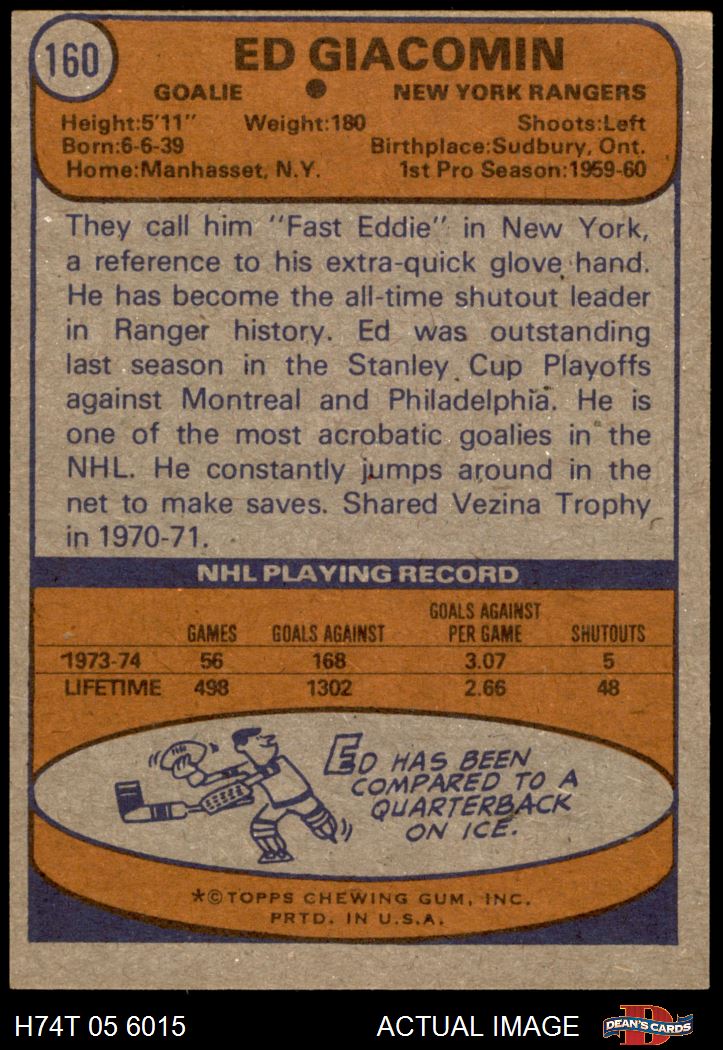 160
ED GIACOMIN
GOALIE ● NEW YORK RANGERS
Height:5'11" Weight:180 Shoots:Left
Born:6-6-39 Birthplace:Sudbury, Ont.
Home:Manhasset, N.Y. 1st Pro Season:1959-60
They call him "Fast Eddie" in New York,
a reference to his extra-quick glove hand.
He has become the all-time shutout leader
in Ranger history. Ed was outstanding
last season in the Stanley Cup Playoffs
against Montreal and Philadelphia. He is
one of the most acrobatic goalies in the
NHL. He constantly jumps around in the
net to make saves. Shared Vezina Trophy
in 1970-71.
NHL PLAYING RECORD
GAMES GOALS AGAINST GOALS AGAINST PER GAME SHUTOUTS
1973-74 56 168 3.07 5
LIFETIME 498 1302 2.66 48
ED HAS BEEN
COMPARED TO A
QUARTERBACK
ON ICE.
*©TOPPS CHEWING GUM, INC.
PRTD. IN U.S.A.
H74T 05 6015 ACTUAL IMAGE D DEAN'S CARDS